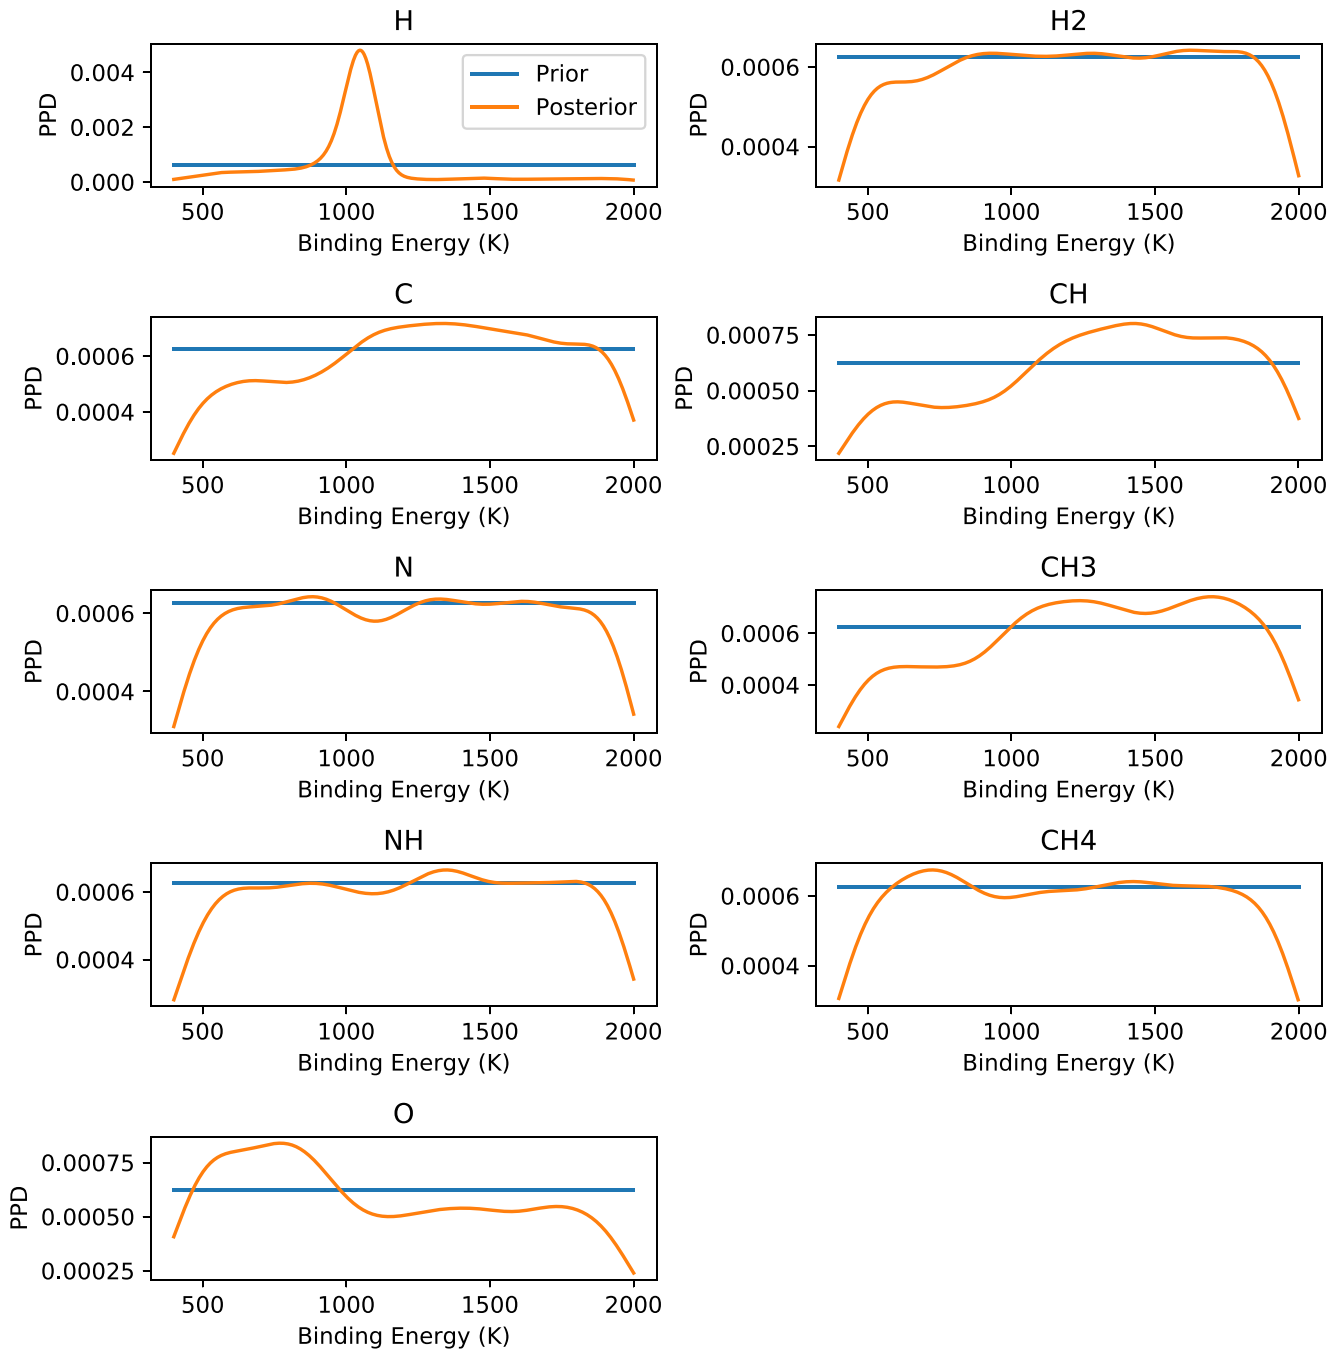 H
0.004
0.002
0.000
PPD
Prior
Posterior
500 1000 1500 2000
Binding Energy (K)
H2
0.0006
0.0004
PPD
500 1000 1500 2000
Binding Energy (K)
C
0.0006
0.0004
PPD
500 1000 1500 2000
Binding Energy (K)
CH
0.00075
0.00050
0.00025
PPD
500 1000 1500 2000
Binding Energy (K)
N
0.0006
0.0004
PPD
500 1000 1500 2000
Binding Energy (K)
CH3
0.0006
0.0004
PPD
500 1000 1500 2000
Binding Energy (K)
NH
0.0006
0.0004
PPD
500 1000 1500 2000
Binding Energy (K)
CH4
0.0006
0.0004
PPD
500 1000 1500 2000
Binding Energy (K)
O
0.00075
0.00050
0.00025
PPD
500 1000 1500 2000
Binding Energy (K)